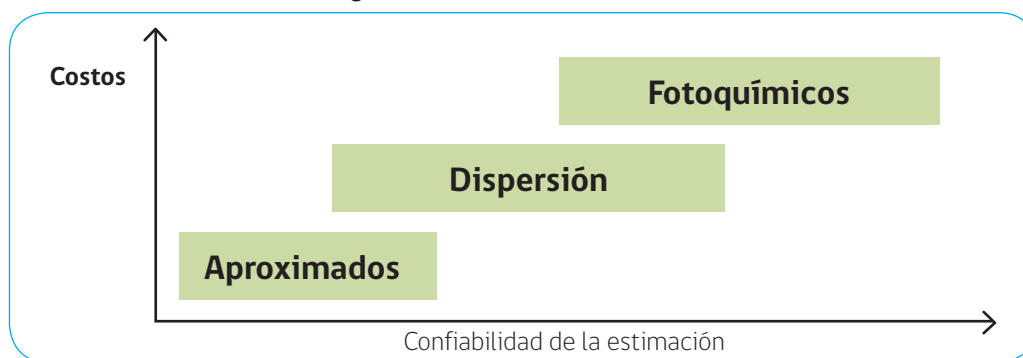 Costos
Fotoquímicos
Dispersión
Aproximados
Confiabilidad de la estimación